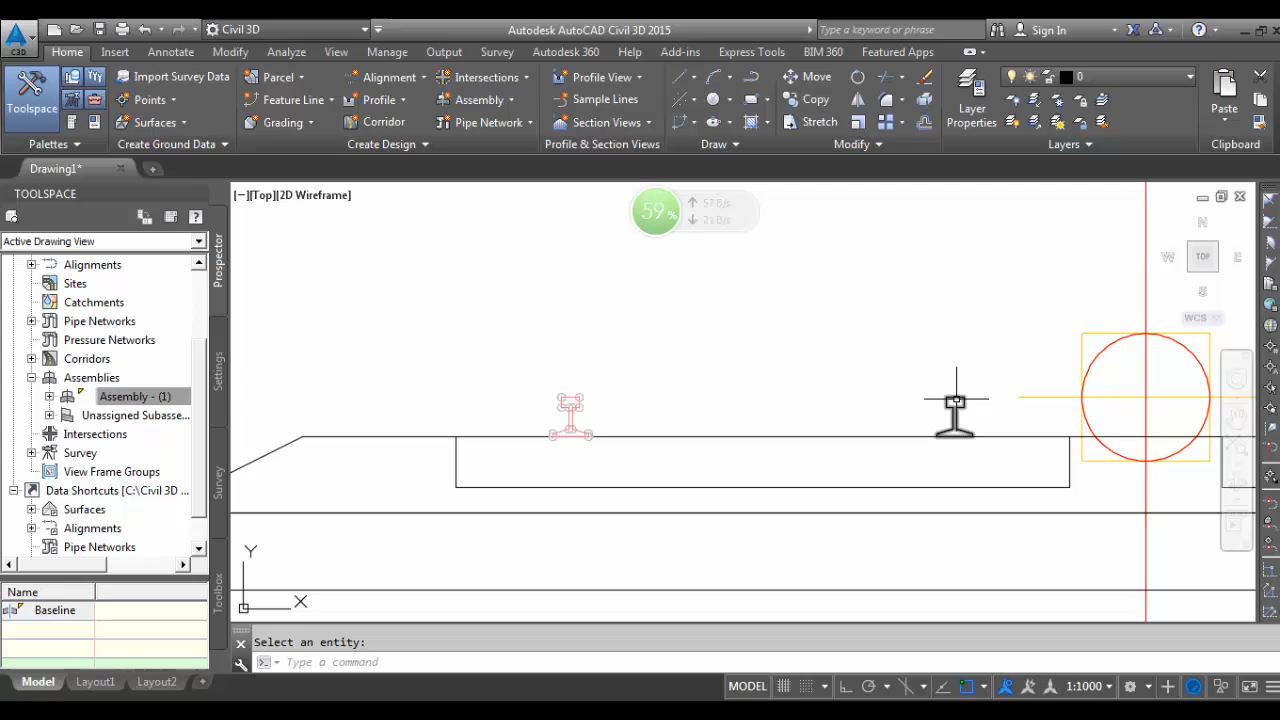 Civil 3D
Autodesk AutoCAD Civil 3D 2015
Type a keyword or phrase
Sign In
C3D
Home Insert Annotate Modify Analyze View Manage Output Survey Autodesk 360 Help Add-ins Express Tools BIM 360 Featured Apps
Toolspace
Import Survey Data
Points
Surfaces
Parcel
Feature Line
Grading
Alignment
Profile
Corridor
Intersections
Assembly
Pipe Network
Profile View
Sample Lines
Section Views
Move
Copy
Stretch
Layer
Properties
0
Paste
Palettes Create Ground Data Create Design Profile & Section Views Draw Modify Layers Clipboard
Drawing1*
TOOLSPACE
Active Drawing View
Alignments
Sites
Catchments
Pipe Networks
Pressure Networks
Corridors
Assemblies
Assembly - (1)
Unassigned Subasse...
Intersections
Survey
View Frame Groups
Data Shortcuts [C:\Civil 3D ...
Surfaces
Alignments
Pipe Networks
Name
Baseline
Prospector
Settings
Survey
Toolbox
[−][Top][2D Wireframe]
59%
57B/s
21B/s
N
W TOP E
S
WCS
Y
X
Select an entity:
Type a command
Model Layout1 Layout2
MODEL
1:1000